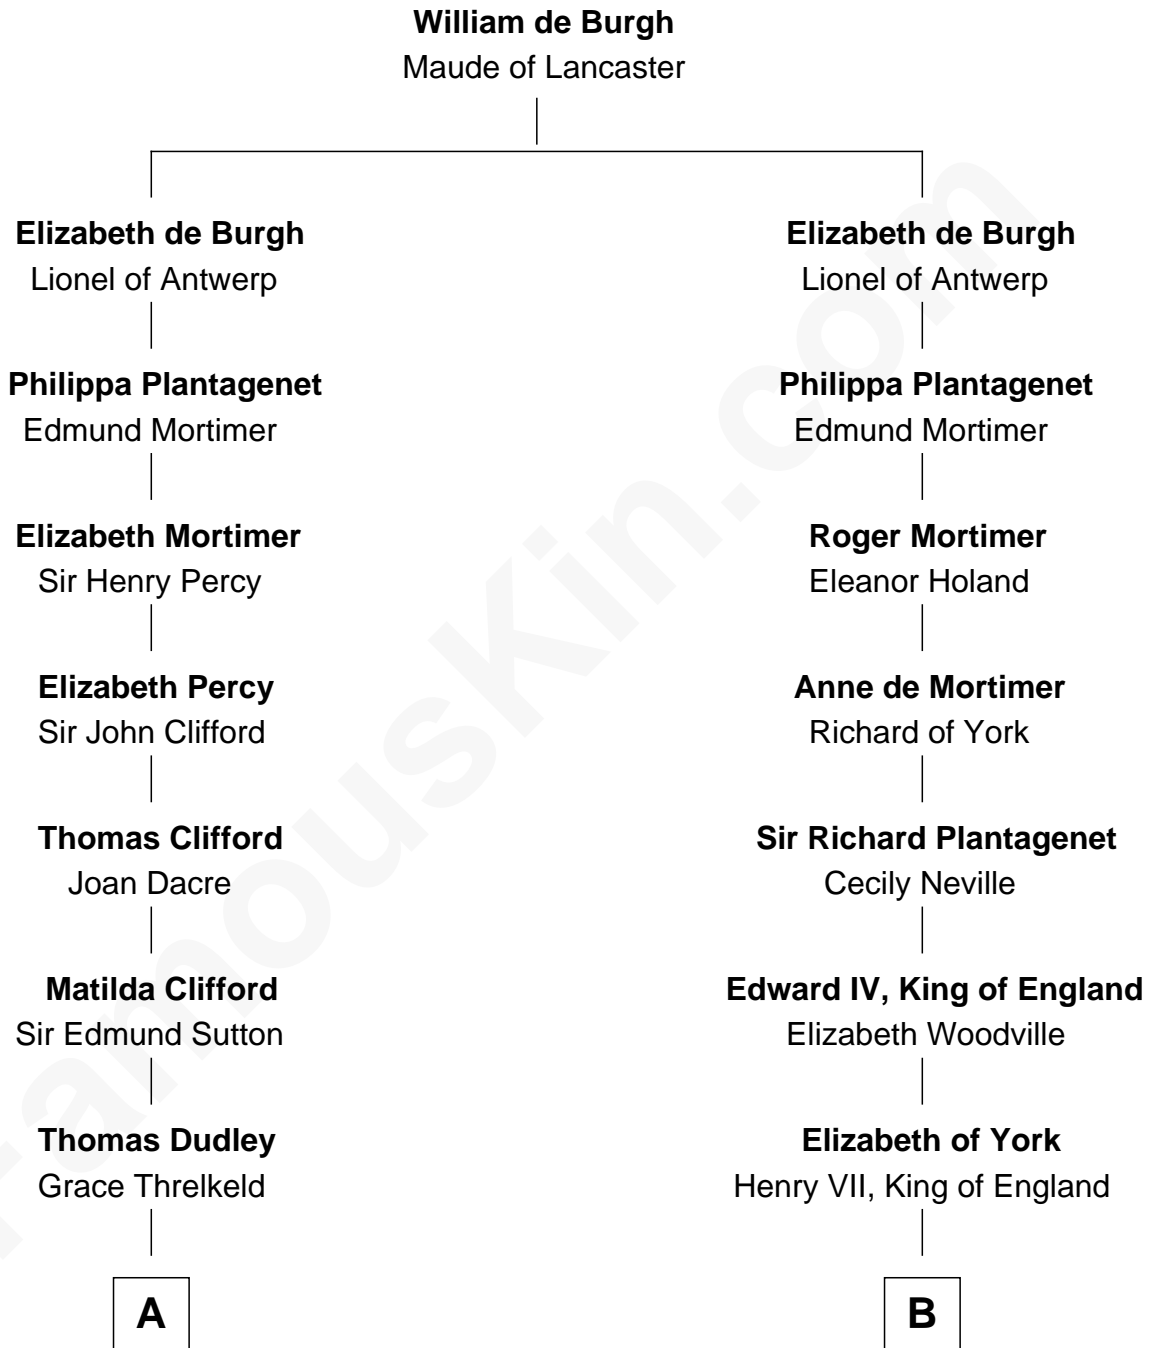 William de Burgh
Maude of Lancaster
Elizabeth de Burgh
Lionel of Antwerp
Philippa Plantagenet
Edmund Mortimer
Elizabeth Mortimer
Sir Henry Percy
Elizabeth Percy
Sir John Clifford
Thomas Clifford
Joan Dacre
Matilda Clifford
Sir Edmund Sutton
Thomas Dudley
Grace Threlkeld
A
Elizabeth de Burgh
Lionel of Antwerp
Philippa Plantagenet
Edmund Mortimer
Roger Mortimer
Eleanor Holand
Anne de Mortimer
Richard of York
Sir Richard Plantagenet
Cecily Neville
Edward IV, King of England
Elizabeth Woodville
Elizabeth of York
Henry VII, King of England
B
FamousKin.com